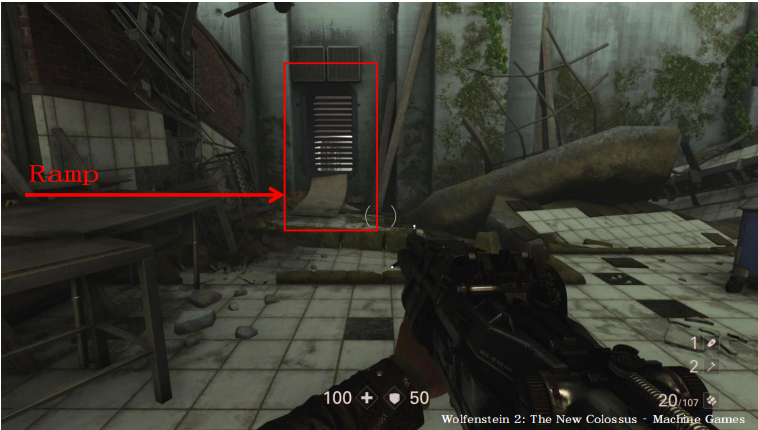 Ramp
1
2
100 50
20/107
Wolfenstein 2: The New Colossus - Machine Games